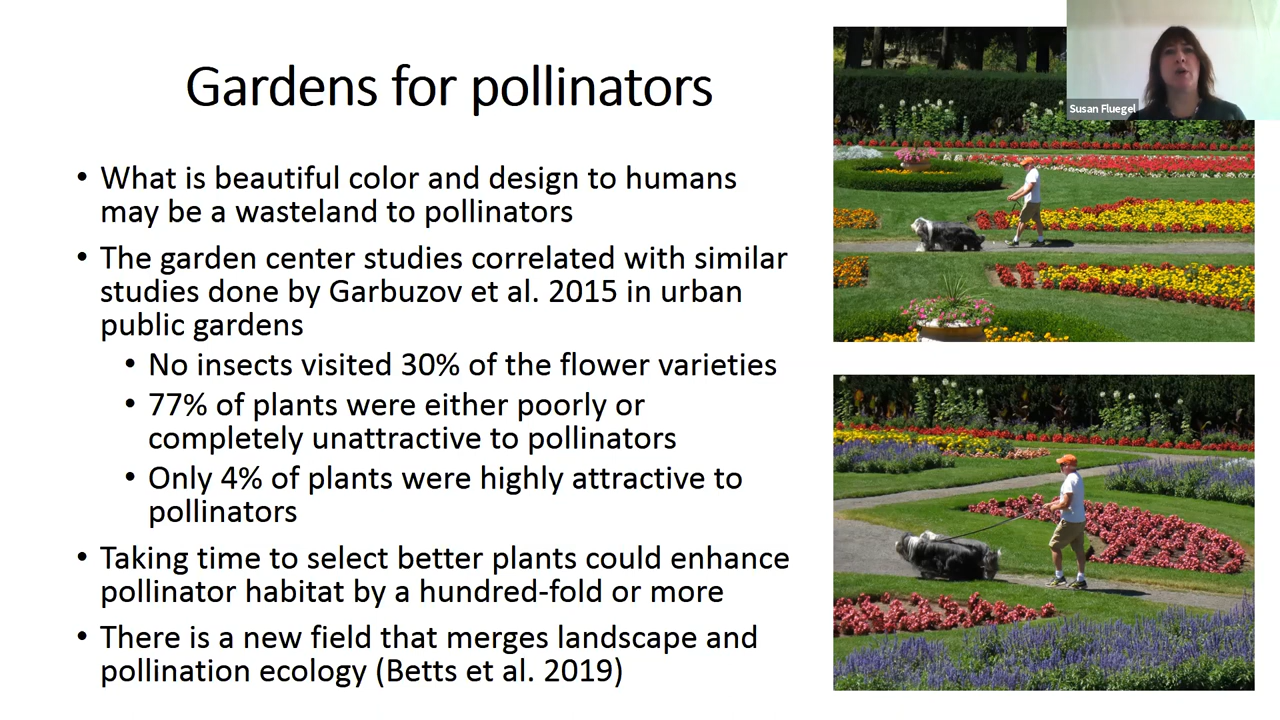 Gardens for pollinators
Susan Fluegel
• What is beautiful color and design to humans
may be a wasteland to pollinators
• The garden center studies correlated with similar
studies done by Garbuzov et al. 2015 in urban
public gardens
• No insects visited 30% of the flower varieties
• 77% of plants were either poorly or
completely unattractive to pollinators
• Only 4% of plants were highly attractive to
pollinators
• Taking time to select better plants could enhance
pollinator habitat by a hundred-fold or more
• There is a new field that merges landscape and
pollination ecology (Betts et al. 2019)